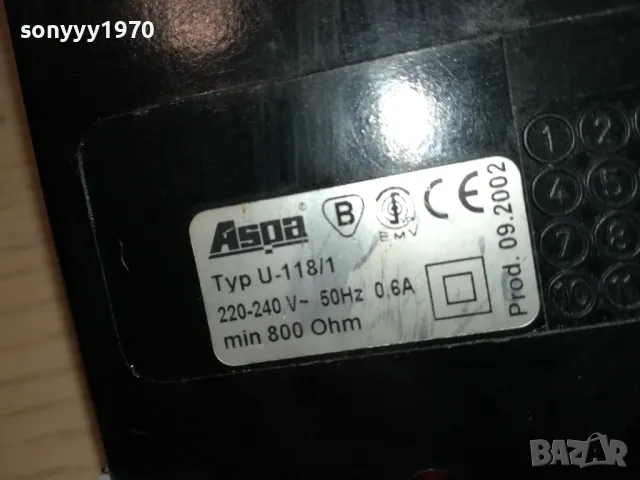 sonyyy1970
Aspa ®
B
EMV
CE
Typ U-118/1
220-240 V~ 50Hz 0.6A
min 800 Ohm
Prod. 09.2002
1 2
4 5
7 8
10 11
BAZAR